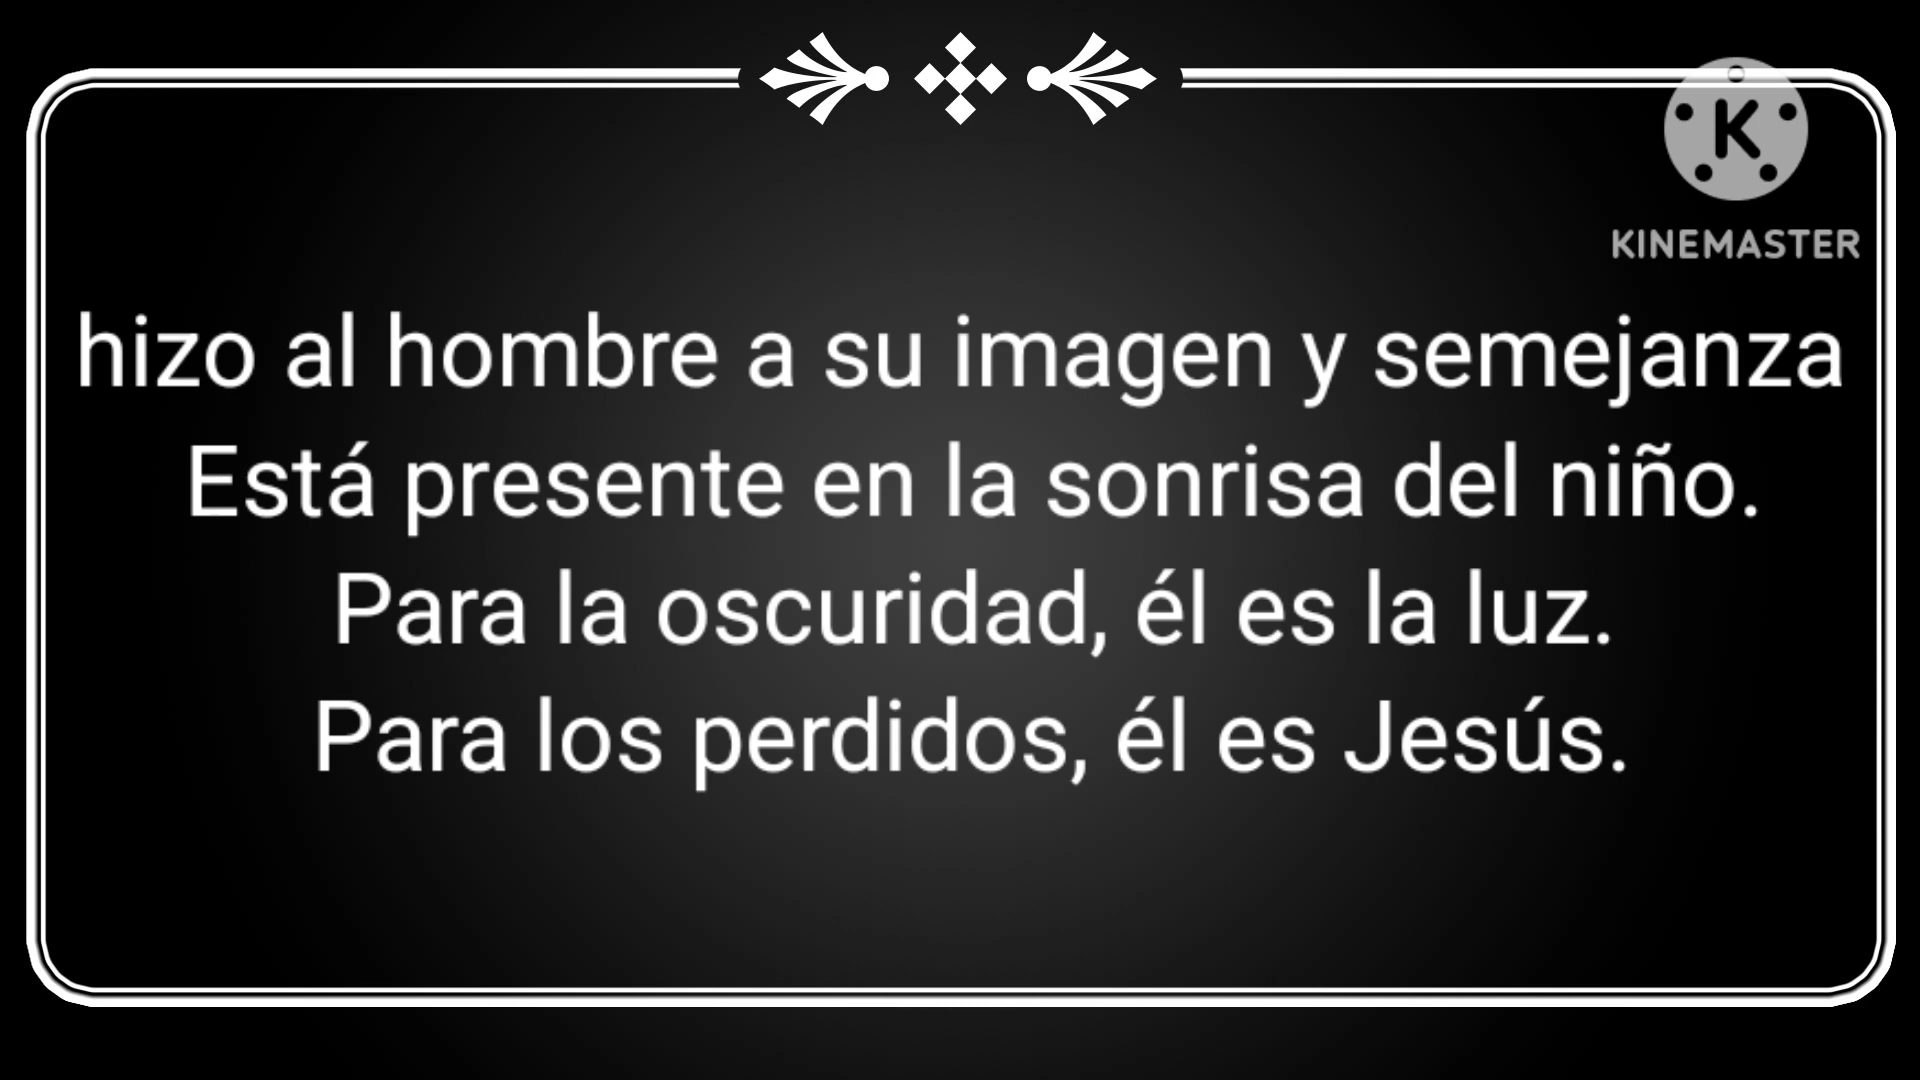 K
KINEMASTER
hizo al hombre a su imagen y semejanza
Está presente en la sonrisa del niño.
Para la oscuridad, él es la luz.
Para los perdidos, él es Jesús.